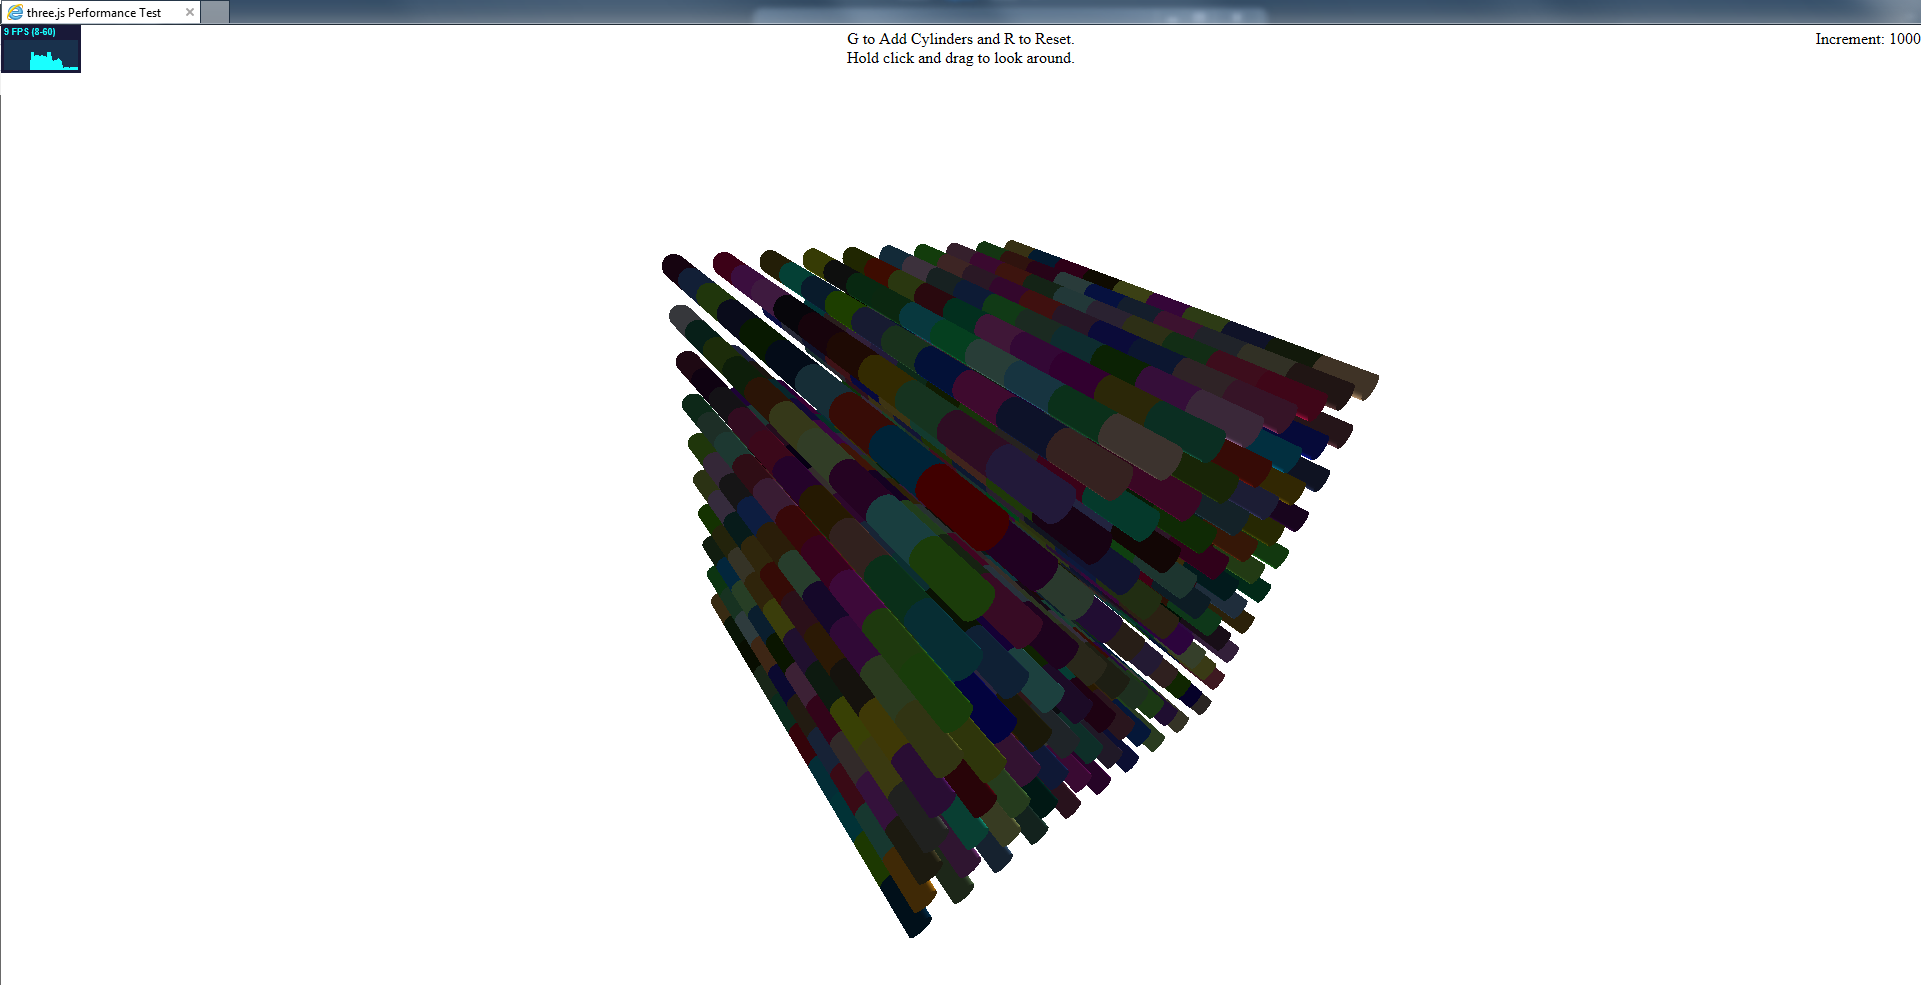 three.js Performance Test
9 FPS (8-60)
G to Add Cylinders and R to Reset.
Hold click and drag to look around.
Increment: 1000